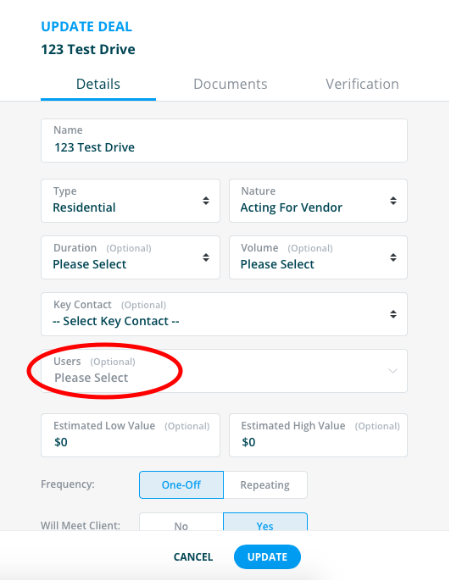 UPDATE DEAL
123 Test Drive
Details Documents Verification
Name
123 Test Drive
Type Nature
Residential Acting For Vendor
Duration (Optional) Volume (Optional)
Please Select Please Select
Key Contact (Optional)
-- Select Key Contact --
Users (Optional)
Please Select
Estimated Low Value (Optional) Estimated High Value (Optional)
$0 $0
Frequency: One-Off Repeating
Will Meet Client: No Yes
CANCEL UPDATE